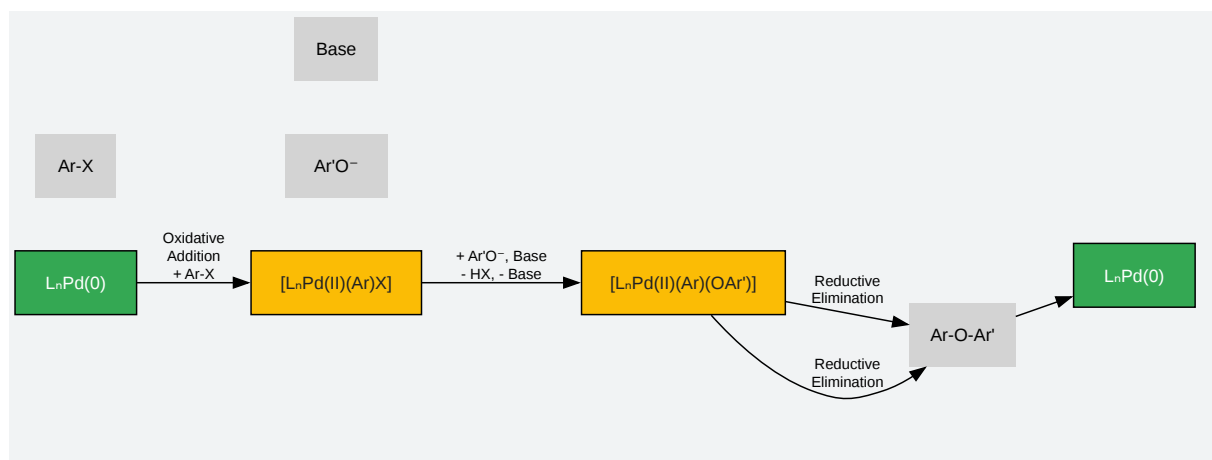 Base
Ar-X
Ar'O⁻
Oxidative
Addition
+ Ar-X
+ Ar'O⁻, Base
- HX, - Base
LₙPd(0)
[LₙPd(II)(Ar)X]
[LₙPd(II)(Ar)(OAr')]
Reductive
Elimination
LₙPd(0)
Ar-O-Ar'
Reductive
Elimination